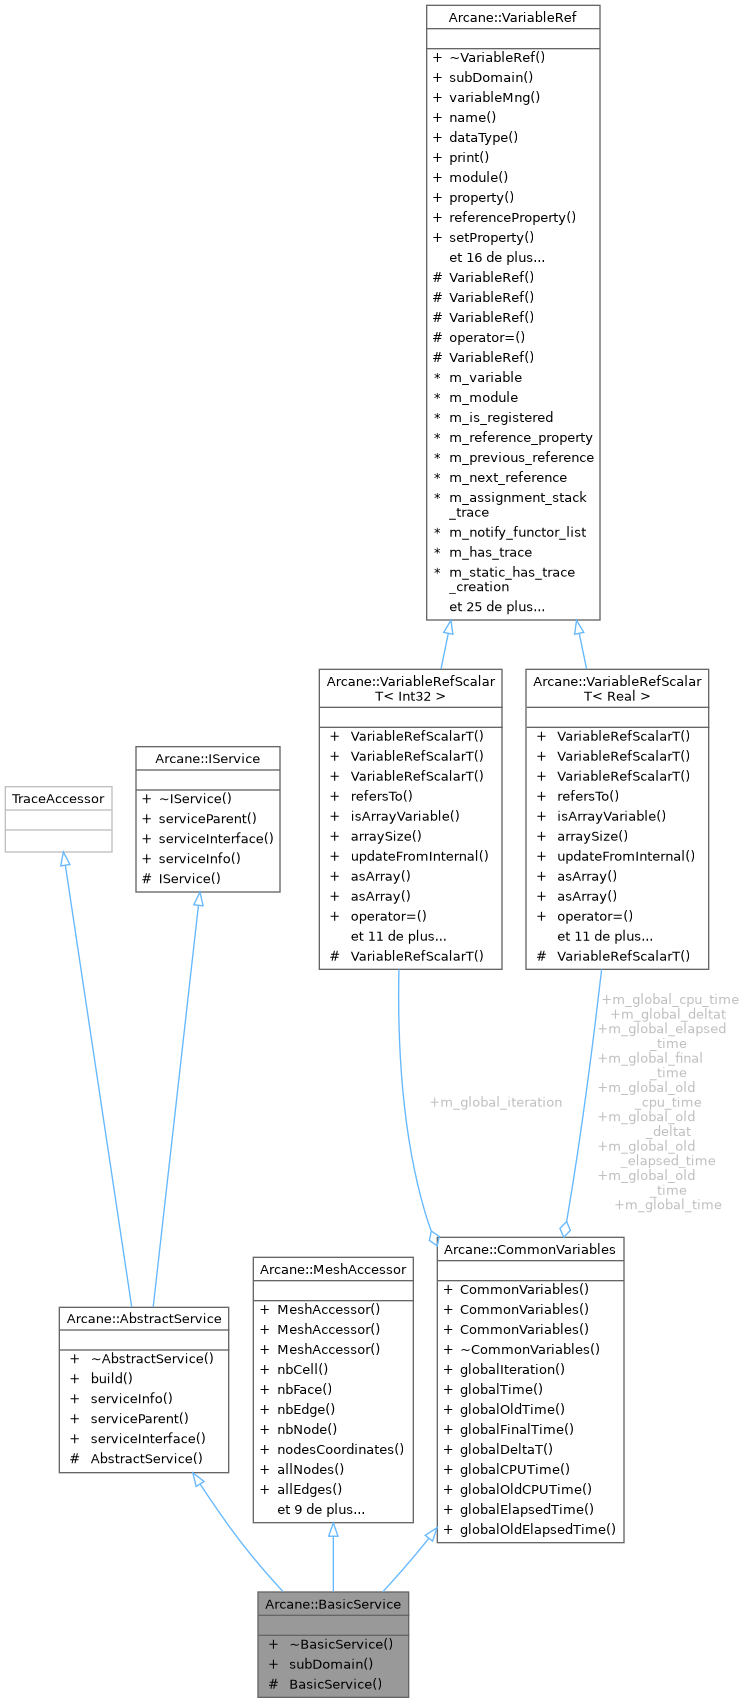 Arcane::VariableRef
+ ~VariableRef()
+ subDomain()
+ variableMng()
+ name()
+ dataType()
+ print()
+ module()
+ property()
+ referenceProperty()
+ setProperty()
et 16 de plus...
# VariableRef()
# VariableRef()
# VariableRef()
# operator=()
# VariableRef()
* m_variable
* m_module
* m_is_registered
* m_reference_property
* m_previous_reference
* m_next_reference
* m_assignment_stack
_trace
* m_notify_functor_list
* m_has_trace
* m_static_has_trace
_creation
et 25 de plus...
Arcane::VariableRefScalar
T< Int32 >
+ VariableRefScalarT()
+ VariableRefScalarT()
+ VariableRefScalarT()
+ refersTo()
+ isArrayVariable()
+ arraySize()
+ updateFromInternal()
+ asArray()
+ asArray()
+ operator=()
et 11 de plus...
# VariableRefScalarT()
Arcane::VariableRefScalar
T< Real >
+ VariableRefScalarT()
+ VariableRefScalarT()
+ VariableRefScalarT()
+ refersTo()
+ isArrayVariable()
+ arraySize()
+ updateFromInternal()
+ asArray()
+ asArray()
+ operator=()
et 11 de plus...
# VariableRefScalarT()
Arcane::IService
+ ~IService()
+ serviceParent()
+ serviceInterface()
+ serviceInfo()
# IService()
TraceAccessor
+m_global_iteration
+m_global_cpu_time
+m_global_deltat
+m_global_elapsed
_time
+m_global_final
_time
+m_global_old
_cpu_time
+m_global_old
_deltat
+m_global_old
_elapsed_time
+m_global_old
_time
+m_global_time
Arcane::AbstractService
+ ~AbstractService()
+ build()
+ serviceInfo()
+ serviceParent()
+ serviceInterface()
# AbstractService()
Arcane::MeshAccessor
+ MeshAccessor()
+ MeshAccessor()
+ MeshAccessor()
+ nbCell()
+ nbFace()
+ nbEdge()
+ nbNode()
+ nodesCoordinates()
+ allNodes()
+ allEdges()
et 9 de plus...
Arcane::CommonVariables
+ CommonVariables()
+ CommonVariables()
+ CommonVariables()
+ ~CommonVariables()
+ globalIteration()
+ globalTime()
+ globalOldTime()
+ globalFinalTime()
+ globalDeltaT()
+ globalCPUTime()
+ globalOldCPUTime()
+ globalElapsedTime()
+ globalOldElapsedTime()
Arcane::BasicService
+ ~BasicService()
+ subDomain()
# BasicService()